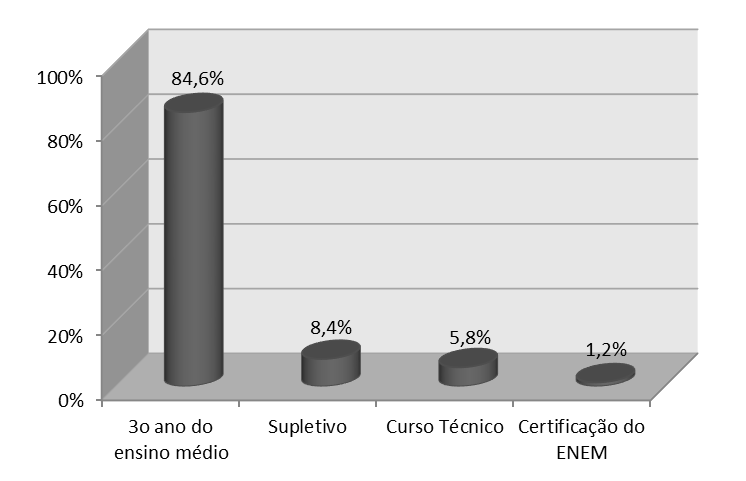 100%
80%
60%
40%
20%
0%
84,6%
8,4%
5,8%
1,2%
3o ano do
ensino médio
Supletivo
Curso Técnico
Certificação do
ENEM